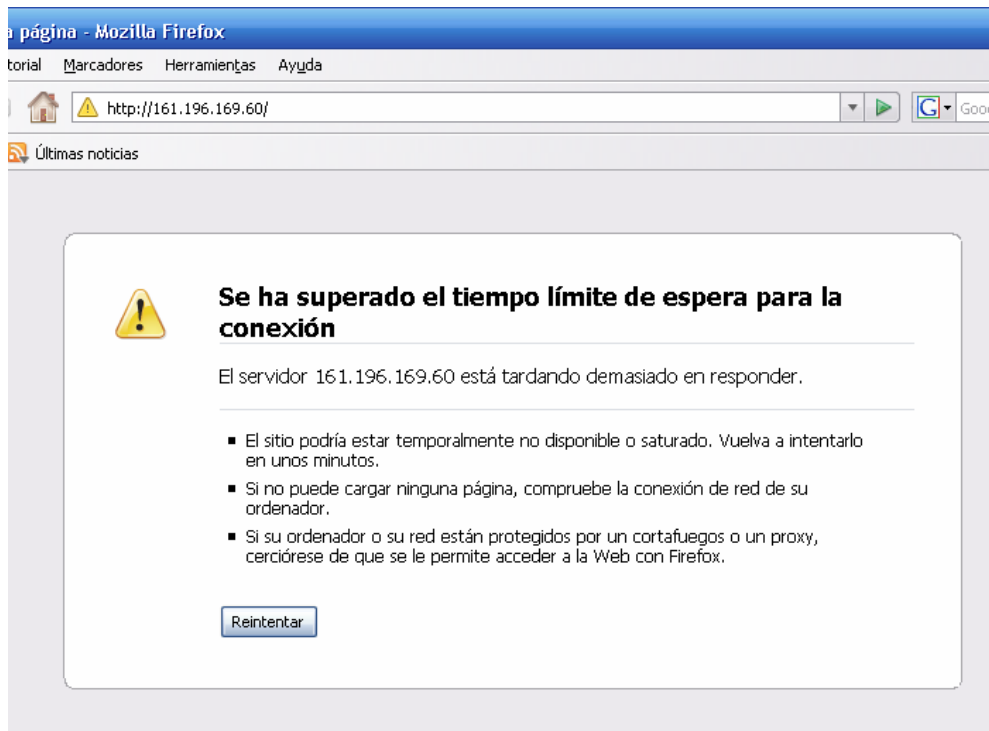 a página - Mozilla Firefox
torial Marcadores Herramientas Ayuda
http://161.196.169.60/ G Goo
Últimas noticias
Se ha superado el tiempo límite de espera para la
conexión
El servidor 161.196.169.60 está tardando demasiado en responder.
El sitio podría estar temporalmente no disponible o saturado. Vuelva a intentarlo
en unos minutos.
Si no puede cargar ninguna página, compruebe la conexión de red de su
ordenador.
Si su ordenador o su red están protegidos por un cortafuegos o un proxy,
cerciórese de que se le permite acceder a la Web con Firefox.
Reintentar